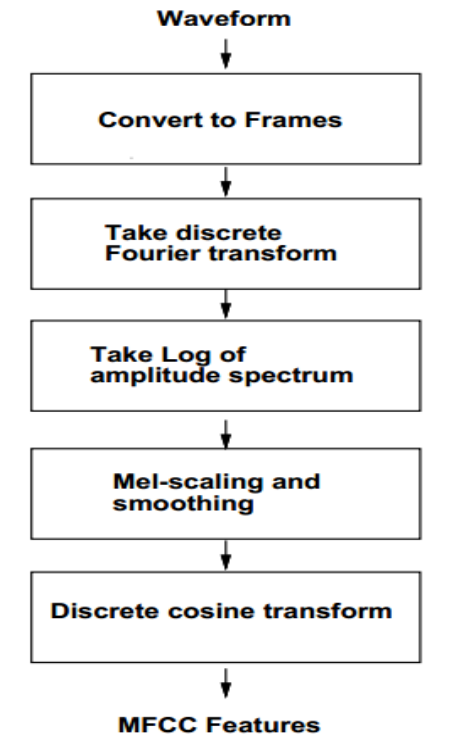 Waveform
Convert to Frames
Take discrete
Fourier transform
Take Log of
amplitude spectrum
Mel-scaling and
smoothing
Discrete cosine transform
MFCC Features